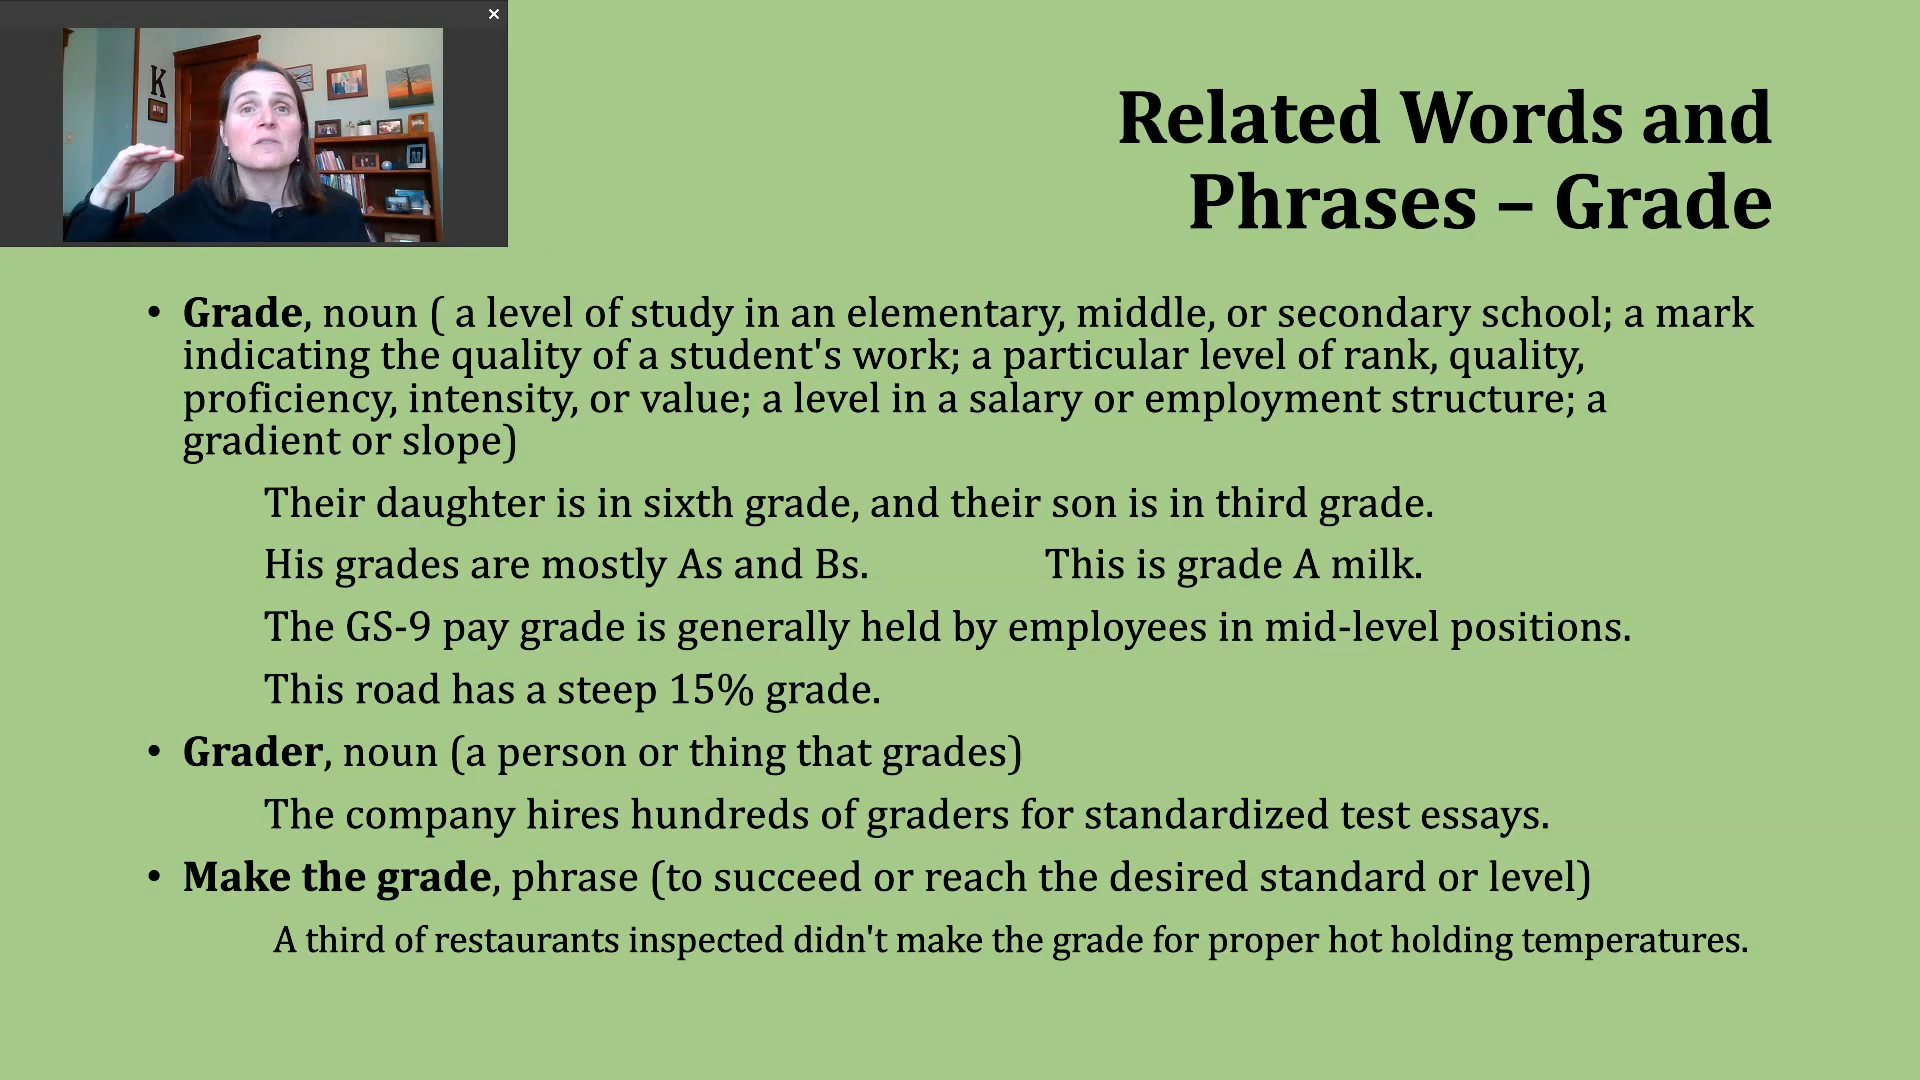 K
Related Words and
Phrases – Grade
• Grade, noun ( a level of study in an elementary, middle, or secondary school; a mark
indicating the quality of a student's work; a particular level of rank, quality,
proficiency, intensity, or value; a level in a salary or employment structure; a
gradient or slope)
Their daughter is in sixth grade, and their son is in third grade.
His grades are mostly As and Bs. This is grade A milk.
The GS-9 pay grade is generally held by employees in mid-level positions.
This road has a steep 15% grade.
• Grader, noun (a person or thing that grades)
The company hires hundreds of graders for standardized test essays.
• Make the grade, phrase (to succeed or reach the desired standard or level)
A third of restaurants inspected didn't make the grade for proper hot holding temperatures.